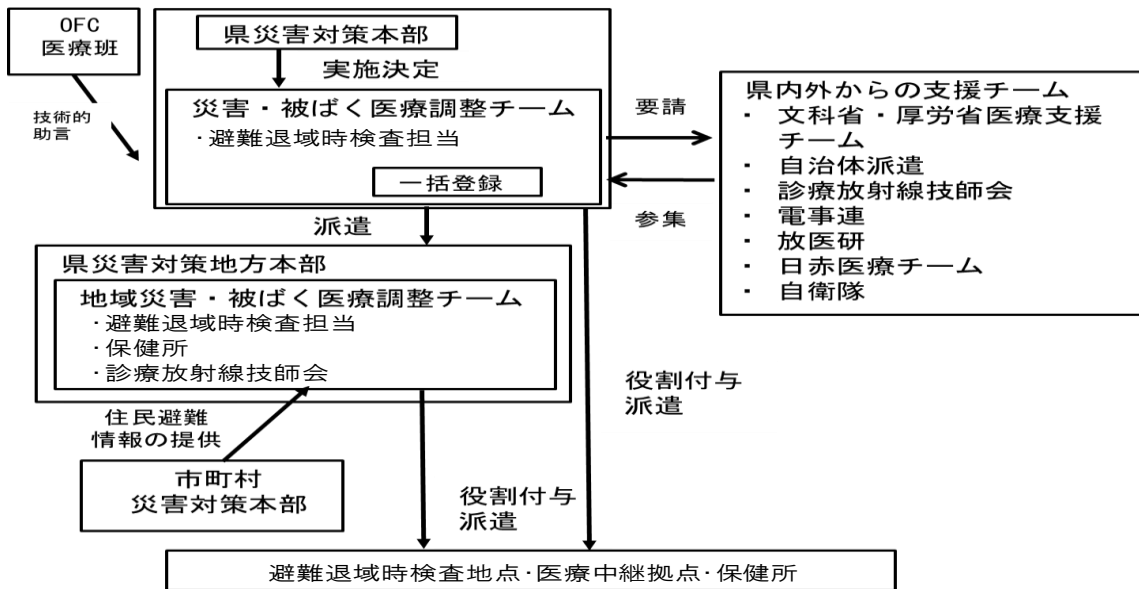 OFC
医療班
技術的
助言
県災害対策本部
実施決定
災害・被ばく医療調整チーム
・避難退域時検査担当
一括登録
要請
参集
県内外からの支援チーム
・ 文科省・厚労省医療支援
チーム
・ 自治体派遣
・ 診療放射線技師会
・ 電事連
・ 放医研
・ 日赤医療チーム
・ 自衛隊
派遣
県災害対策地方本部
地域災害・被ばく医療調整チーム
・避難退域時検査担当
・保健所
・診療放射線技師会
住民避難
情報の提供
市町村
災害対策本部
役割付与
派遣
役割付与
派遣
避難退域時検査地点・医療中継拠点・保健所